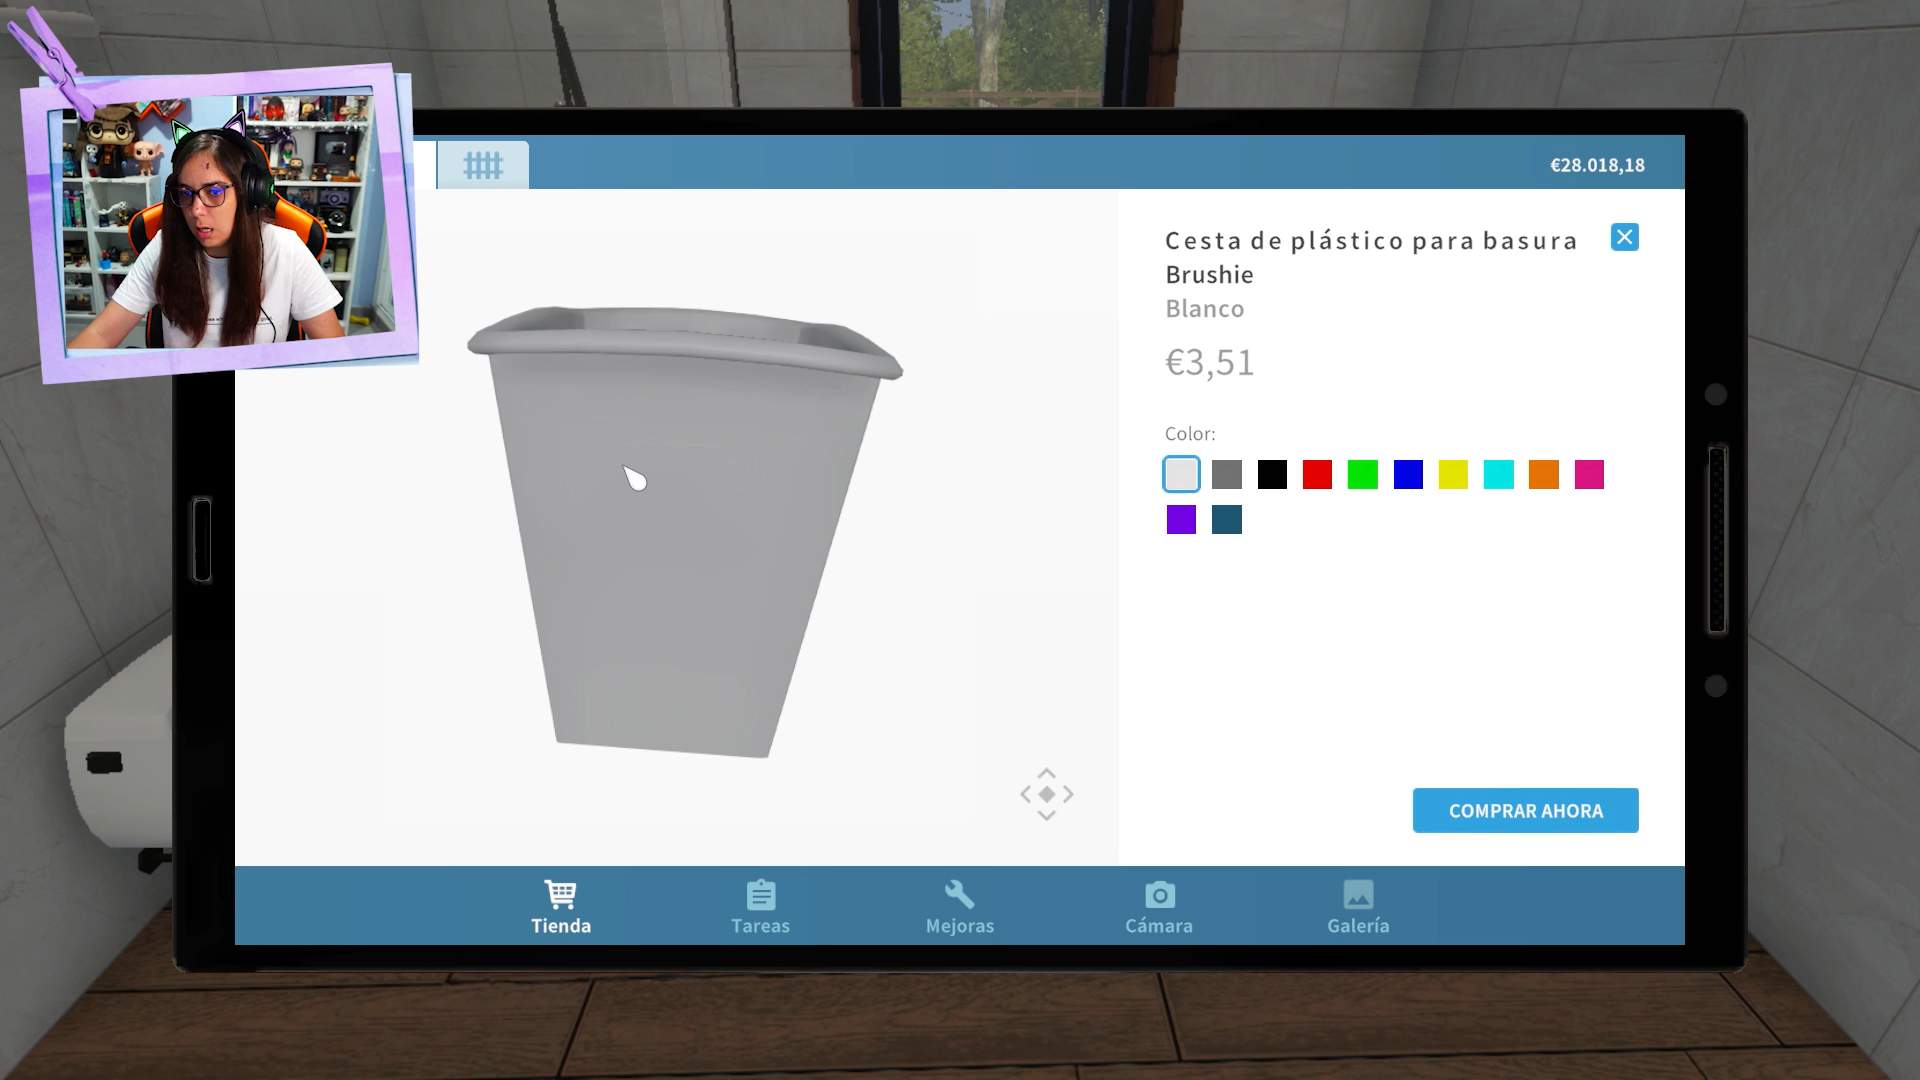 €28.018,18
Cesta de plástico para basura
Brushie
Blanco
€3,51
Color:
COMPRAR AHORA
Tienda
Tareas
Mejoras
Cámara
Galería